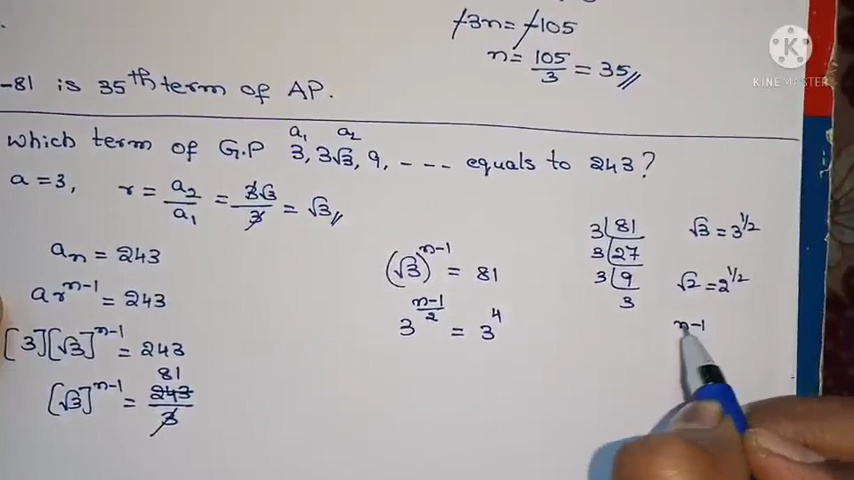 -3n = -105
n = 105/3 = 35//
K
KINEMASTER
-81 is 35th term of AP.
Which term of G.P 3, 3√3, 9, - - - - equals to 243?
a1 a2
a = 3, r = a2/a1 = 3√3/3 = √3//
an = 243
ar^n-1 = 243
[3][√3]^n-1 = 243
[√3]^n-1 = 243/3
81
(√3)^n-1 = 81
3^(n-1)/2 = 3^4
3 | 81
3 | 27
3 | 9
3
√3 = 3^1/2
√2 = 2^1/2
n-1